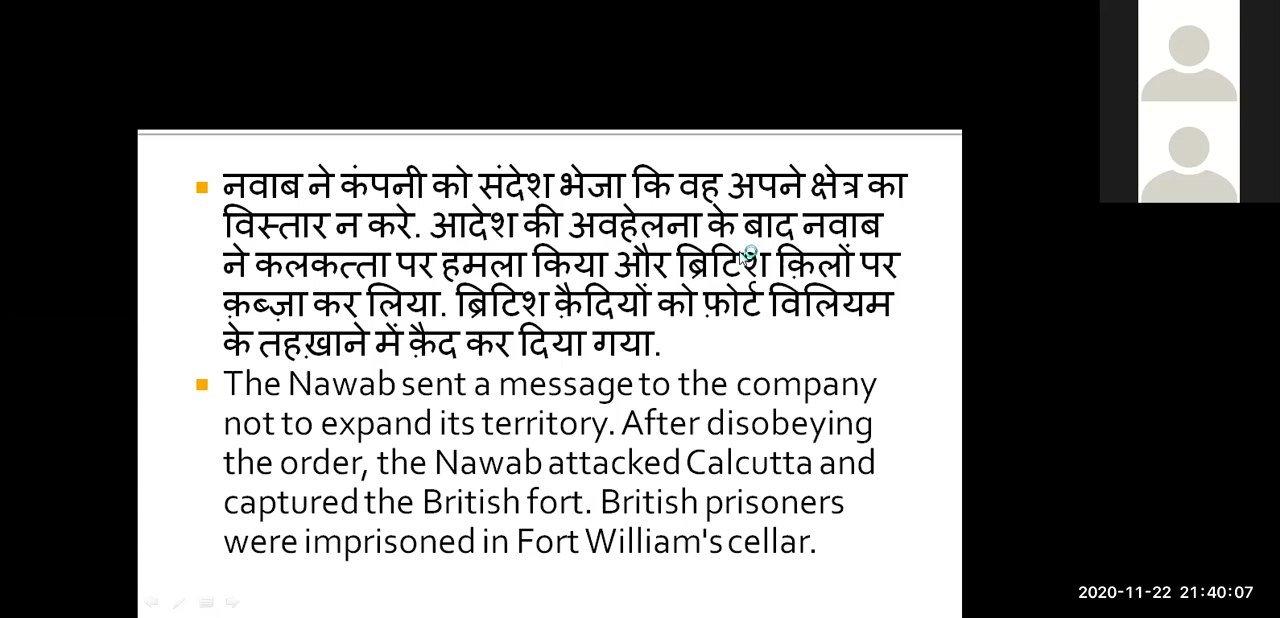 नवाब ने कंपनी को संदेश भेजा कि वह अपने क्षेत्र का
विस्तार न करे. आदेश की अवहेलना के बाद नवाब
ने कलकत्ता पर हमला किया और ब्रिटिश क़िलों पर
क़ब्ज़ा कर लिया. ब्रिटिश क़ैदियों को फ़ोर्ट विलियम
के तहख़ाने में क़ैद कर दिया गया.
The Nawab sent a message to the company
not to expand its territory. After disobeying
the order, the Nawab attacked Calcutta and
captured the British fort. British prisoners
were imprisoned in Fort William's cellar.
2020-11-22 21:40:07